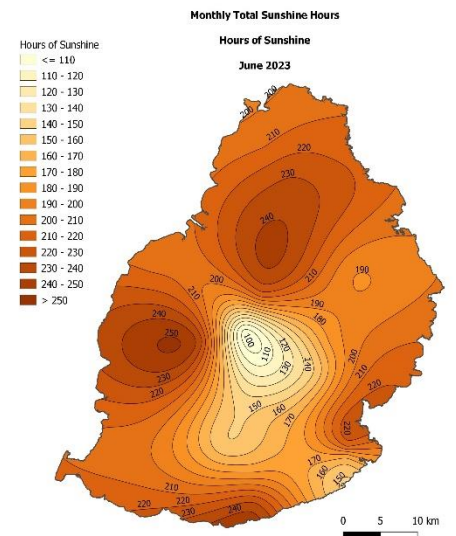 Monthly Total Sunshine Hours
Hours of Sunshine
June 2023
Hours of Sunshine
<= 110
110 - 120
120 - 130
130 - 140
140 - 150
150 - 160
160 - 170
170 - 180
180 - 190
190 - 200
200 - 210
210 - 220
220 - 230
230 - 240
240 - 250
> 250
200
200
210
220
230
240
210
190
200
210
190
180
240
250
230
220
100
110
120
130
140
150
160
170
200
210
220
220
170
160
150
210
220
230
240
0 5 10 km